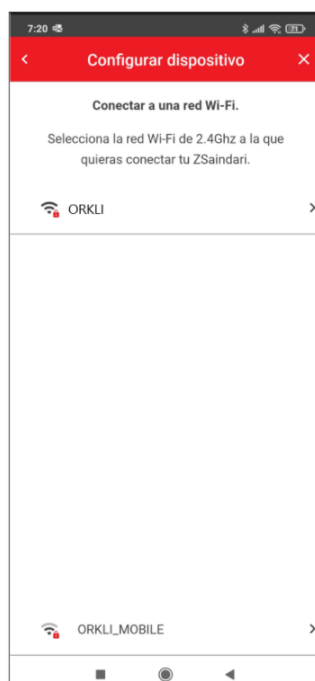 7:20
71
Configurar dispositivo
Conectar a una red Wi-Fi.
Selecciona la red Wi-Fi de 2.4Ghz a la que
quieras conectar tu ZSaindari.
ORKLI
ORKLI_MOBILE